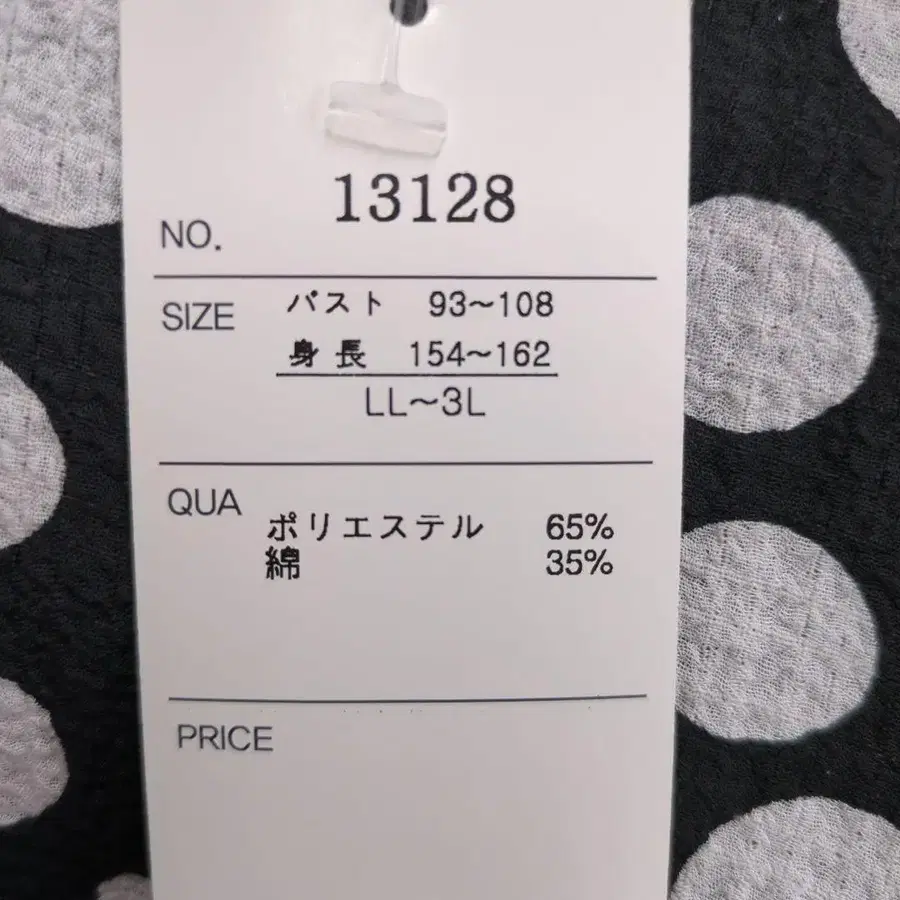 13128
NO.
SIZE バスト 93～108
身長 154～162
LL～3L
QUA
ポリエステル 65%
綿 35%
PRICE